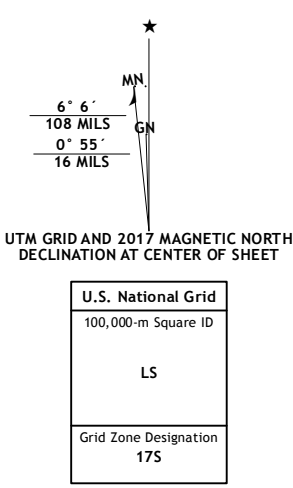 ★
MN
6° 6´
108 MILS
GN
0° 55´
16 MILS
UTM GRID AND 2017 MAGNETIC NORTH
DECLINATION AT CENTER OF SHEET
U.S. National Grid
100,000-m Square ID
LS
Grid Zone Designation
17S